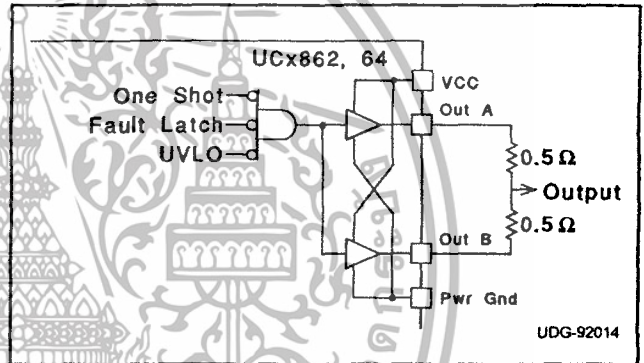 UCx862, 64
VCC
One Shot
Out A
Fault Latch
UVLO
0.5 Ω
Output
0.5 Ω
Out B
Pwr Gnd
UDG-92014